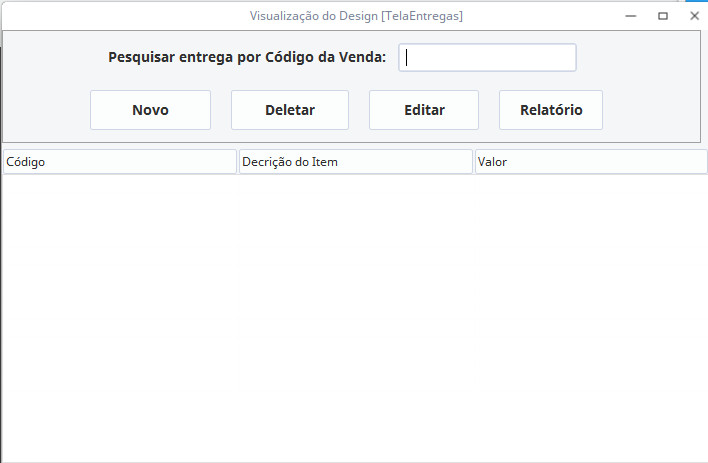 Visualização do Design [TelaEntregas]
Pesquisar entrega por Código da Venda:
Novo Deletar Editar Relatório
Código Decrição do Item Valor